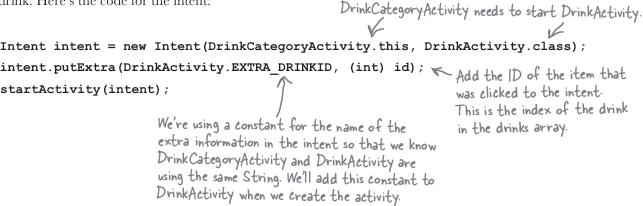 drink. Here's the code for the intent:
DrinkCategoryActivity needs to start DrinkActivity.
Intent intent = new Intent(DrinkCategoryActivity.this, DrinkActivity.class);
intent.putExtra(DrinkActivity.EXTRA_DRINKID, (int) id);
startActivity(intent);
Add the ID of the item
that was clicked to the intent.
This is the index of the drink
in the drinks array.
We're using a constant for the name of the
extra information in the intent so that we know
DrinkCategoryActivity and DrinkActivity are
using the same String. We'll add this constant to
DrinkActivity when we create the activity.